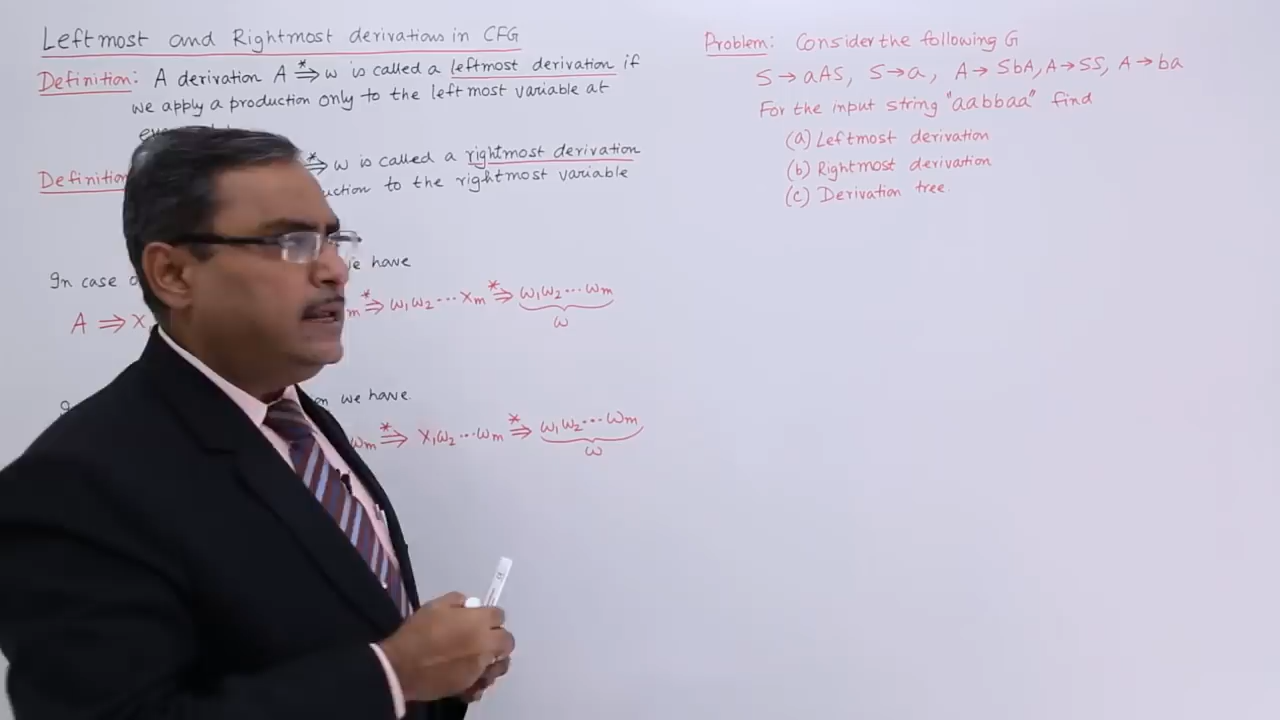 Leftmost and Rightmost derivations in CFG
Definition: A derivation A *⇒ w is called a leftmost derivation if
we apply a production only to the leftmost variable at
Definition *⇒ w is called a rightmost derivation
uction to the rightmost variable
In case o e have
A ⇒ X m *⇒ w₁w₂ ··· Xm *⇒ w₁w₂ ··· wm
w
n we have.
wm *⇒ X₁w₂ ··· wm *⇒ w₁w₂ ··· wm
w
Problem: Consider the following G
S → aAS, S → a, A → SbA, A → SS, A → ba
For the input string "aabbaa" find
(a) Leftmost derivation
(b) Rightmost derivation
(c) Derivation tree.